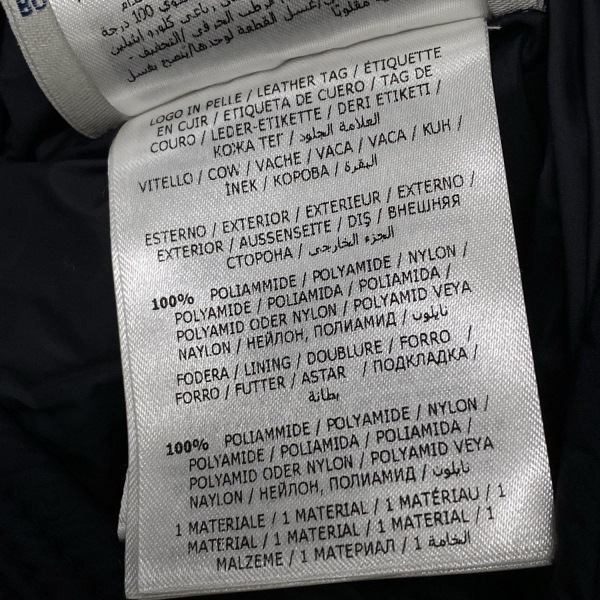 BO
100 درجة
LOGO IN PELLE / LEATHER TAG / ÉTIQUETTE
EN CUIR / ETIQUETA DE CUERO / TAG DE
COURO / LEDER-ETIKETTE / DERI ETIKETI /
КОЖА ТЕГ / العلامة الجلود
VITELLO / COW / VACHE / VACA / VACA / KUH /
İNEK / КОРОВА / البقرة
ESTERNO / EXTERIOR / EXTERIEUR / EXTERNO /
EXTERIOR / AUSSENSEITE / DIŞ / ВНЕШНЯЯ
СТОРОНА / الجزء الخارجي
100% POLIAMMIDE / POLYAMIDE / NYLON /
POLYAMIDE / POLIAMIDA / POLIAMIDA /
POLYAMID ODER NYLON / POLYAMID VEYA
NAYLON / НЕЙЛОН, ПОЛИАМИД / نايلون
FODERA / LINING / DOUBLURE / FORRO /
FORRO / FUTTER / ASTAR / ПОДКЛАДКА /
بطانة
100% POLIAMMIDE / POLYAMIDE / NYLON /
POLYAMIDE / POLIAMIDA / POLIAMIDA /
POLYAMID ODER NYLON / POLYAMID VEYA
NAYLON / НЕЙЛОН, ПОЛИАМИД / نايلون
1 MATERIALE / 1 MATERIAL / 1 MATÉRIAU / 1
MATERIAL / 1 MATERIAL / 1 MATERIAL / 1
MALZEME / 1 МАТЕРИАЛ / 1 الخامة